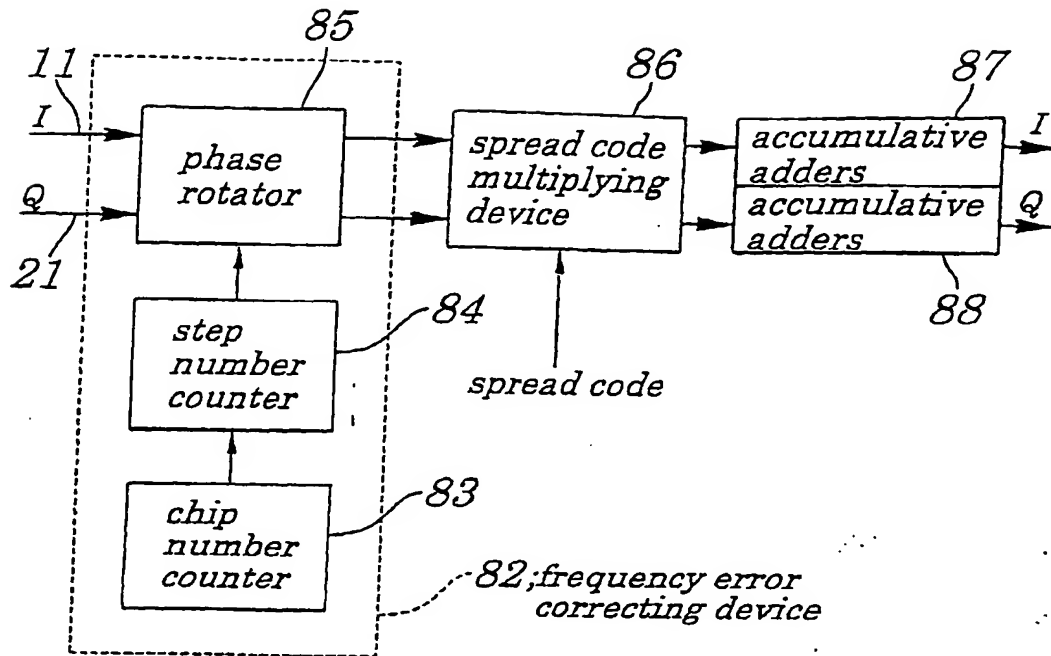 85
11
I
phase
rotator
Q
21
86
spread code
multiplying
device
87
accumulative
adders
I
accumulative
adders
Q
88
step
number
counter
84
spread code
chip
number
counter
83
82;frequency error
correcting device